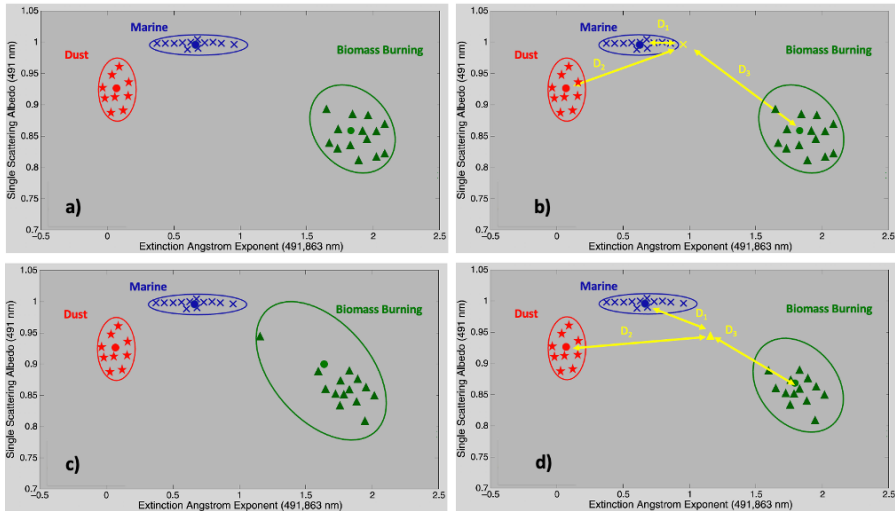 1.05
1
0.95
0.9
0.85
0.8
0.75
0.7
Single Scattering Albedo (491 nm)
Marine
Dust
Biomass Burning
a)
−0.5 0 0.5 1 1.5 2 2.5
Extinction Angstrom Exponent (491,863 nm)
1.05
1
0.95
0.9
0.85
0.8
0.75
0.7
Single Scattering Albedo (491 nm)
Marine
Dust
Biomass Burning
D1
D2
D3
b)
−0.5 0 0.5 1 1.5 2 2.5
Extinction Angstrom Exponent (491,863 nm)
1.05
1
0.95
0.9
0.85
0.8
0.75
0.7
Single Scattering Albedo (491 nm)
Marine
Dust
Biomass Burning
c)
−0.5 0 0.5 1 1.5 2 2.5
Extinction Angstrom Exponent (491,863 nm)
1.05
1
0.95
0.9
0.85
0.8
0.75
0.7
Single Scattering Albedo (491 nm)
Marine
Dust
Biomass Burning
D1
D2
D3
d)
−0.5 0 0.5 1 1.5 2 2.5
Extinction Angstrom Exponent (491,863 nm)